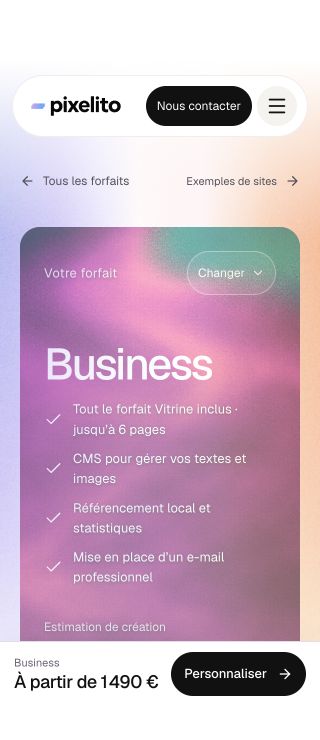 pixelito
Nous contacter
Tous les forfaits
Exemples de sites
Votre forfait
Changer
Business
Tout le forfait Vitrine inclus ·
jusqu'à 6 pages
CMS pour gérer vos textes et
images
Référencement local et
statistiques
Mise en place d'un e-mail
professionnel
Estimation de création
Business
À partir de 1 490 €
Personnaliser